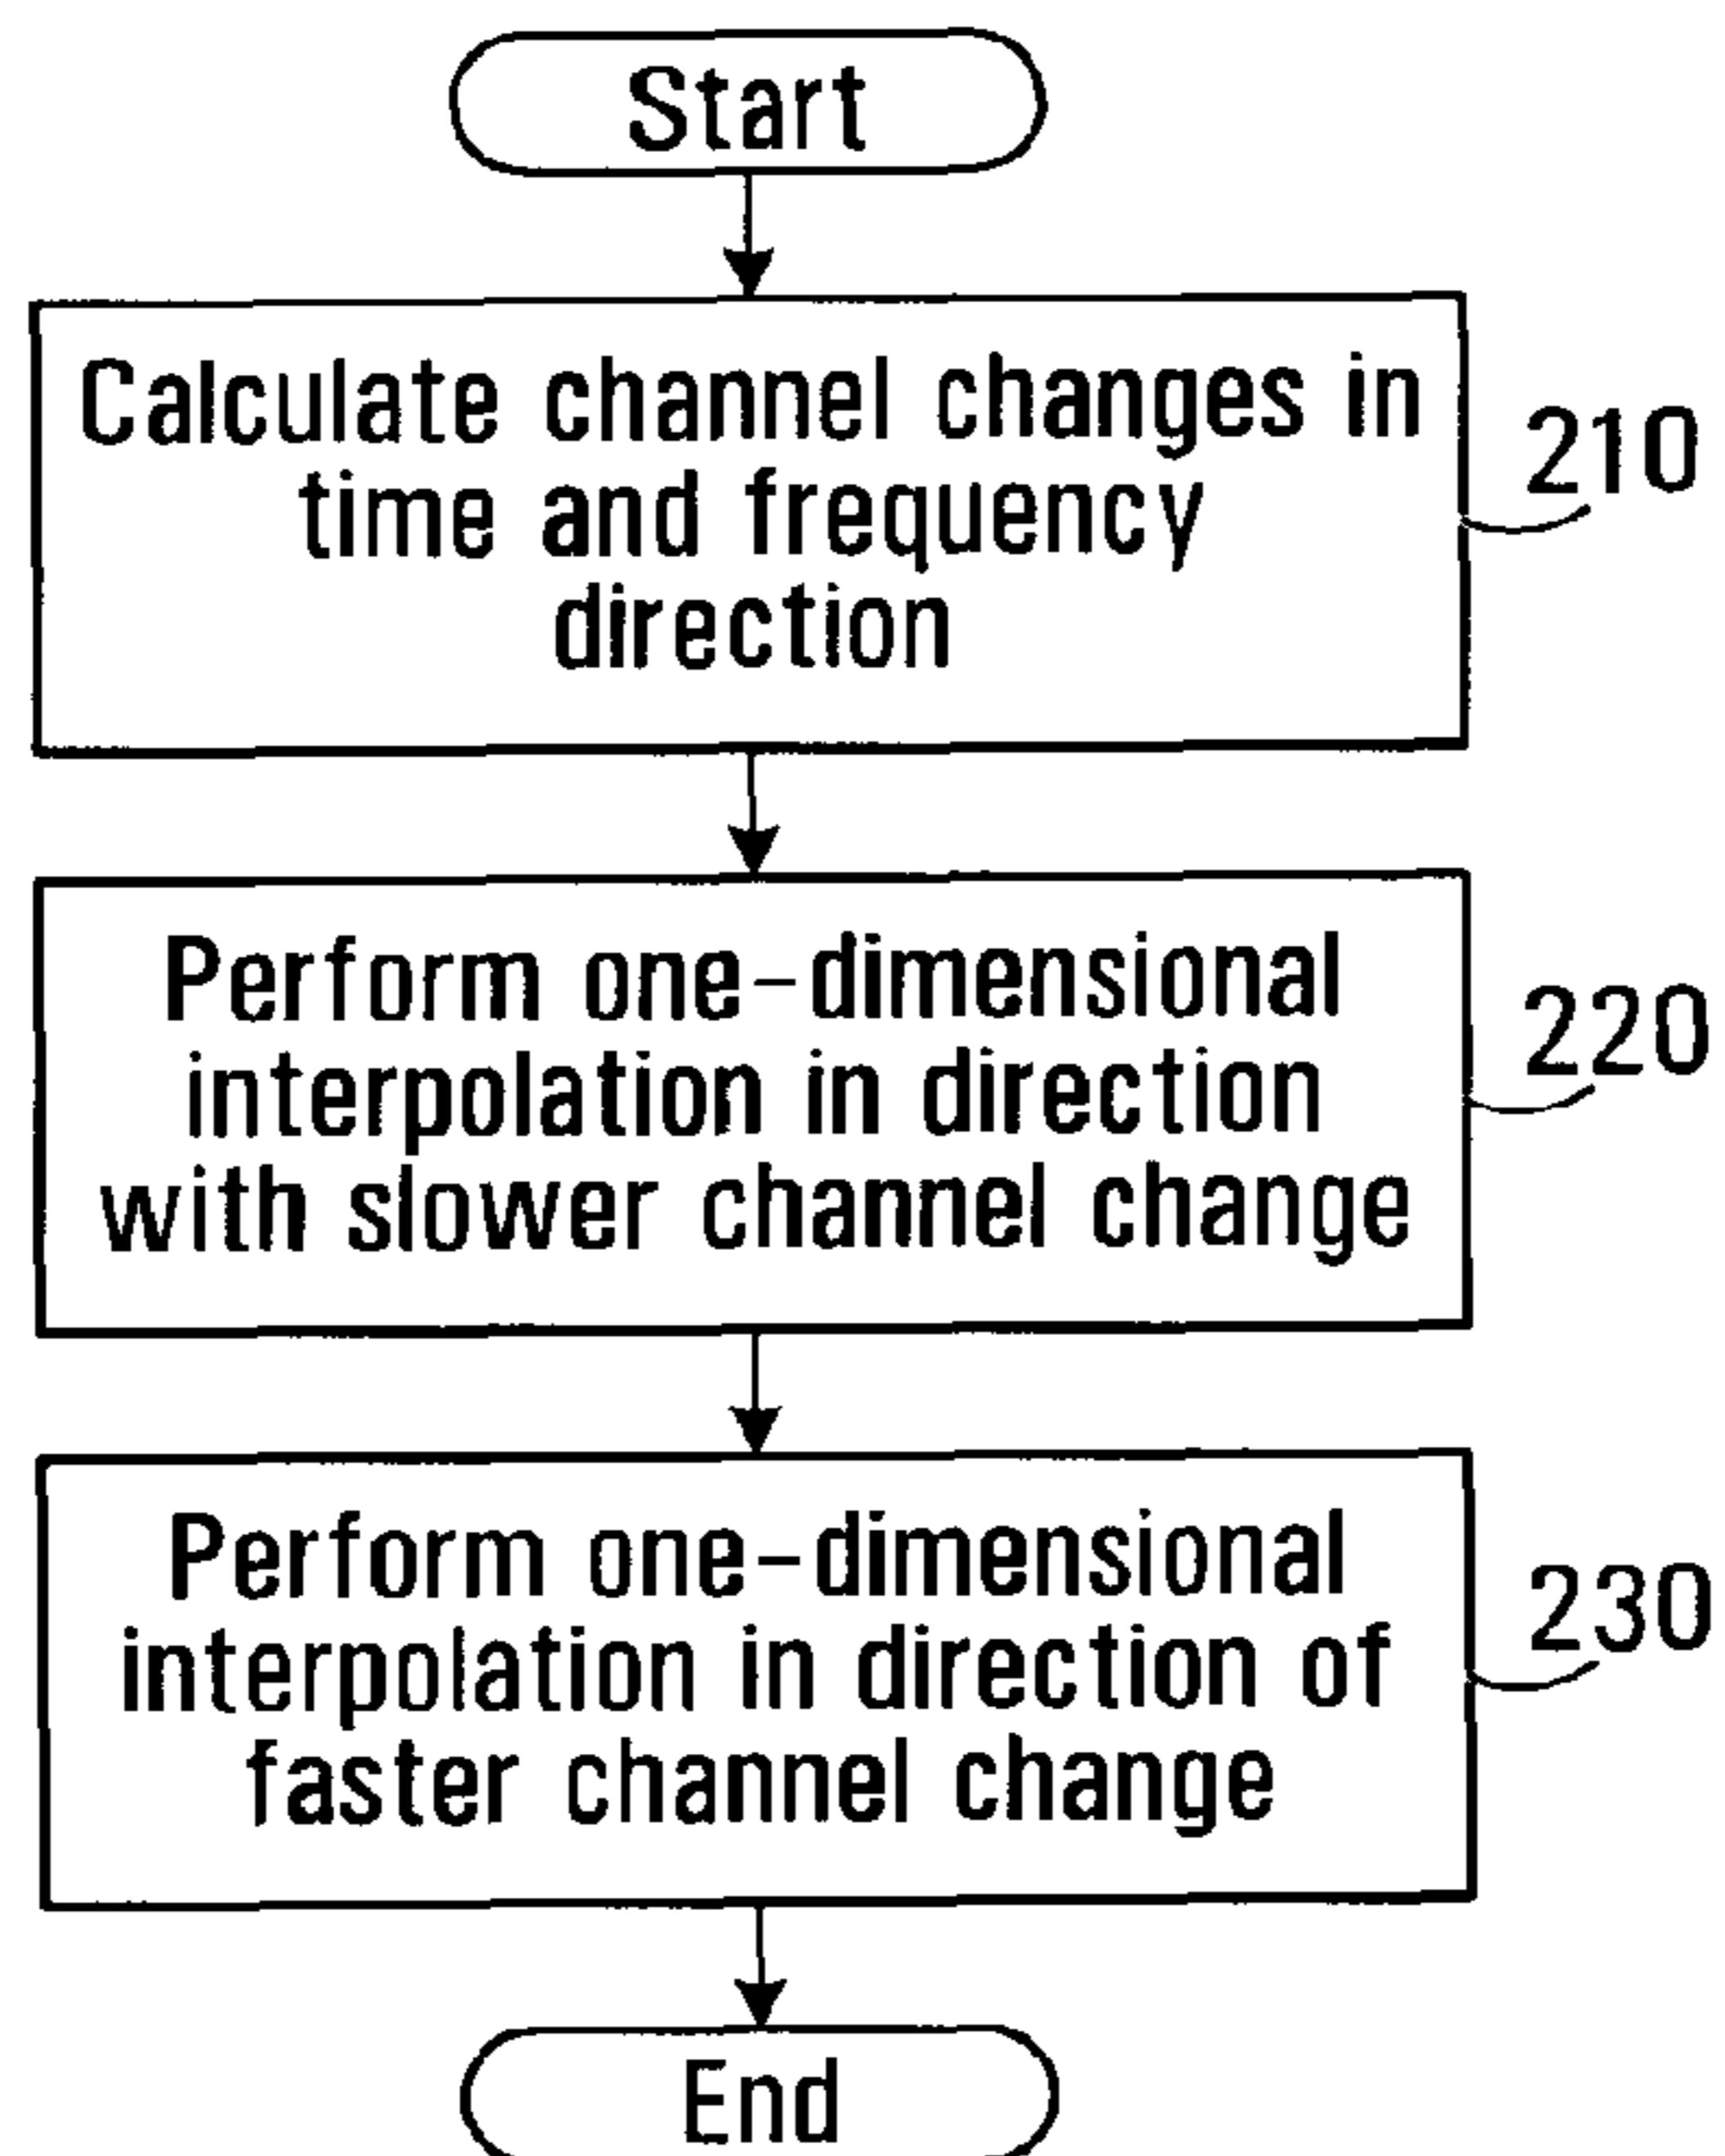 Start
Calculate channel changes in
time and frequency
direction
210
Perform one-dimensional
interpolation in direction
with slower channel change
220
Perform one-dimensional
interpolation in direction of
faster channel change
230
End